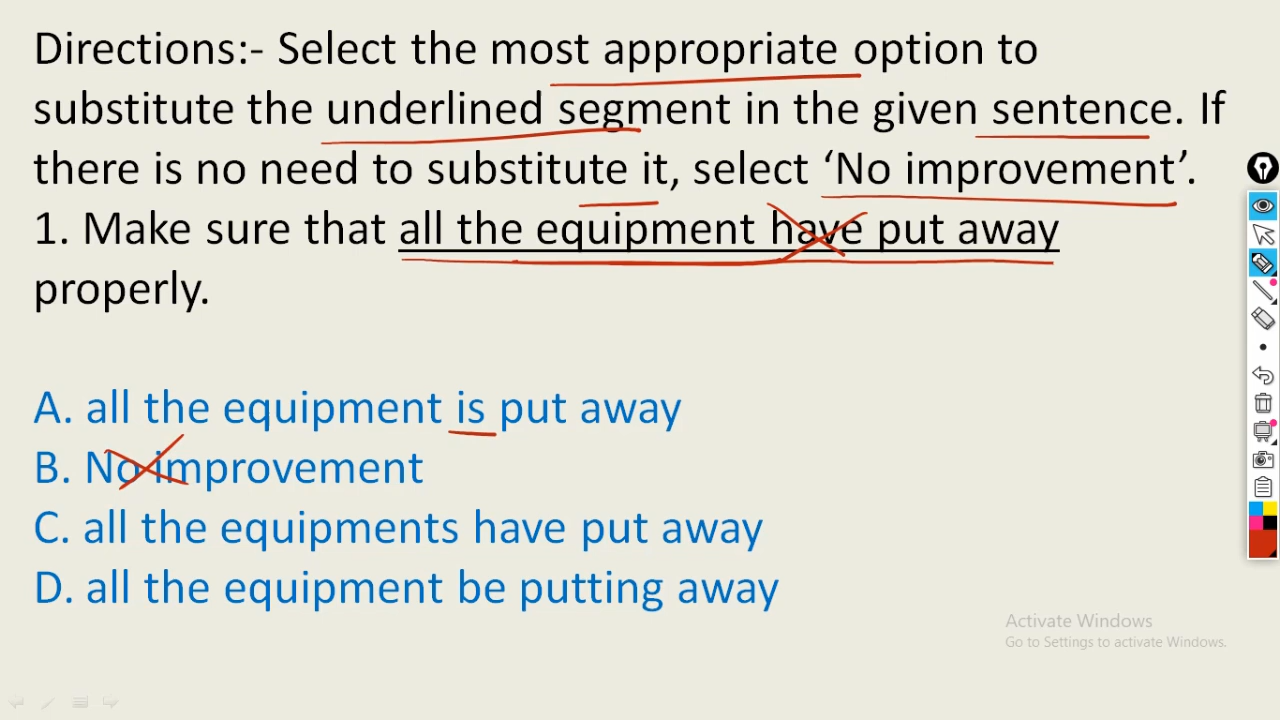 Directions:- Select the most appropriate option to
substitute the underlined segment in the given sentence. If
there is no need to substitute it, select ‘No improvement’.
1. Make sure that all the equipment have put away
properly.
A. all the equipment is put away
B. No improvement
C. all the equipments have put away
D. all the equipment be putting away
Activate Windows
Go to Settings to activate Windows.